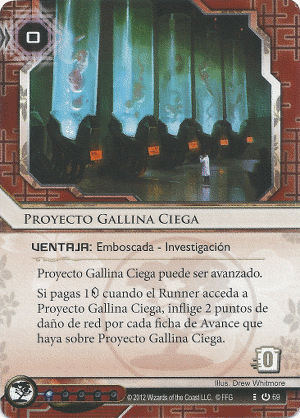 0
PROYECTO GALLINA CIEGA
VENTAJA: Emboscada - Investigación
Proyecto Gallina Ciega puede ser avanzado.
Si pagas 1 cuando el Runner acceda a
Proyecto Gallina Ciega, inflige 2 puntos de
daño de red por cada ficha de Avance que
haya sobre Proyecto Gallina Ciega.
0
Illus. Drew Whitmore
© 2012 Wizards of the Coast LLC. © FFG
69